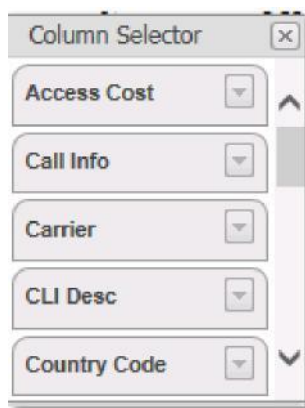 Column Selector
Access Cost
Call Info
Carrier
CLI Desc
Country Code